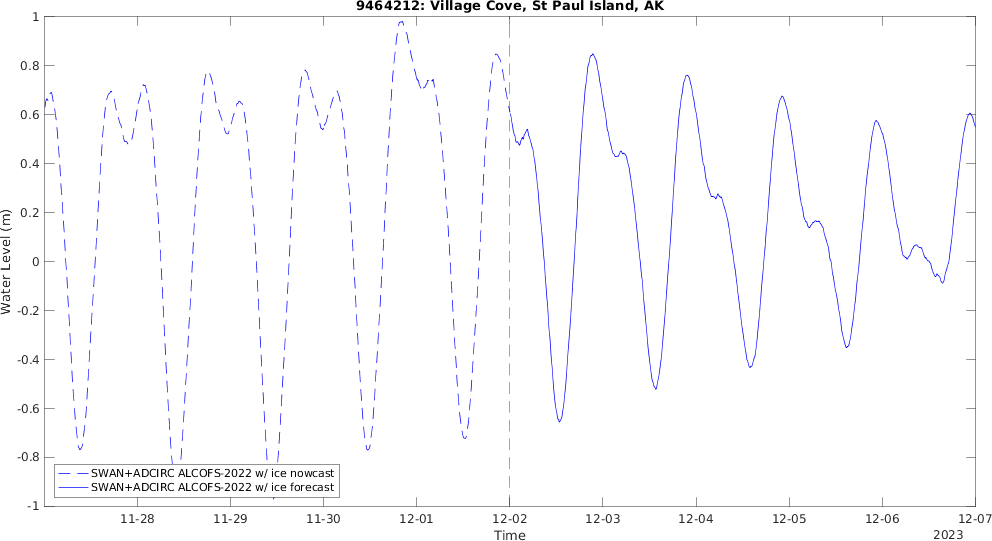 9464212: Village Cove, St Paul Island, AK
1
0.8
0.6
0.4
0.2
0
-0.2
-0.4
-0.6
-0.8
-1
Water Level (m)
SWAN+ADCIRC ALCOFS-2022 w/ ice nowcast
SWAN+ADCIRC ALCOFS-2022 w/ ice forecast
11-28 11-29 11-30 12-01 12-02 12-03 12-04 12-05 12-06 12-07
Time
2023